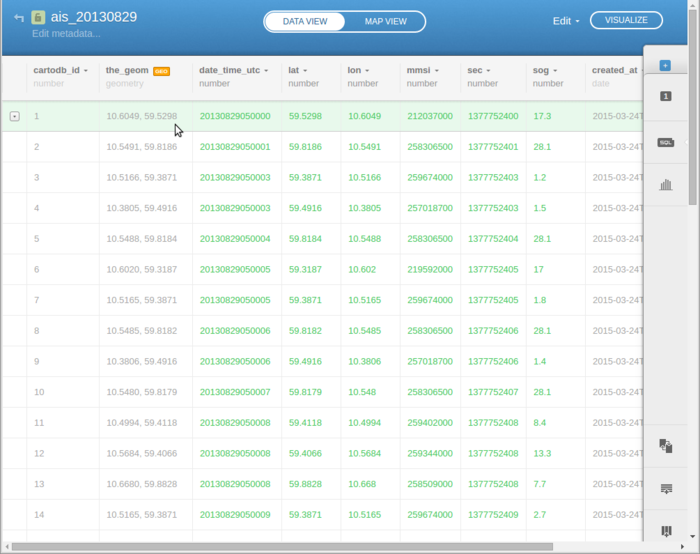 ais_20130829
Edit metadata...
DATA VIEW MAP VIEW
Edit VISUALIZE
cartodb_id the_geom GEO date_time_utc lat lon mmsi sec sog created_at
number geometry number number number number number number date
1 10.6049, 59.5298 20130829050000 59.5298 10.6049 212037000 1377752400 17.3 2015-03-24T
2 10.5491, 59.8186 20130829050001 59.8186 10.5491 258306500 1377752401 28.1 2015-03-24T
3 10.5166, 59.3871 20130829050003 59.3871 10.5166 259674000 1377752403 1.2 2015-03-24T
4 10.3805, 59.4916 20130829050003 59.4916 10.3805 257018700 1377752403 1.5 2015-03-24T
5 10.5488, 59.8184 20130829050004 59.8184 10.5488 258306500 1377752404 28.1 2015-03-24T
6 10.6020, 59.3187 20130829050005 59.3187 10.602 219592000 1377752405 17 2015-03-24T
7 10.5165, 59.3871 20130829050005 59.3871 10.5165 259674000 1377752405 1.8 2015-03-24T
8 10.5485, 59.8182 20130829050006 59.8182 10.5485 258306500 1377752406 28.1 2015-03-24T
9 10.3806, 59.4916 20130829050006 59.4916 10.3806 257018700 1377752406 1.4 2015-03-24T
10 10.5480, 59.8179 20130829050007 59.8179 10.548 258306500 1377752407 28.1 2015-03-24T
11 10.4994, 59.4118 20130829050008 59.4118 10.4994 259402000 1377752408 8.4 2015-03-24T
12 10.5684, 59.4066 20130829050008 59.4066 10.5684 259344000 1377752408 13.3 2015-03-24T
13 10.6680, 59.8828 20130829050008 59.8828 10.668 258509000 1377752408 7.7 2015-03-24T
14 10.5165, 59.3871 20130829050009 59.3871 10.5165 259674000 1377752409 2.7 2015-03-24T
1
SQL